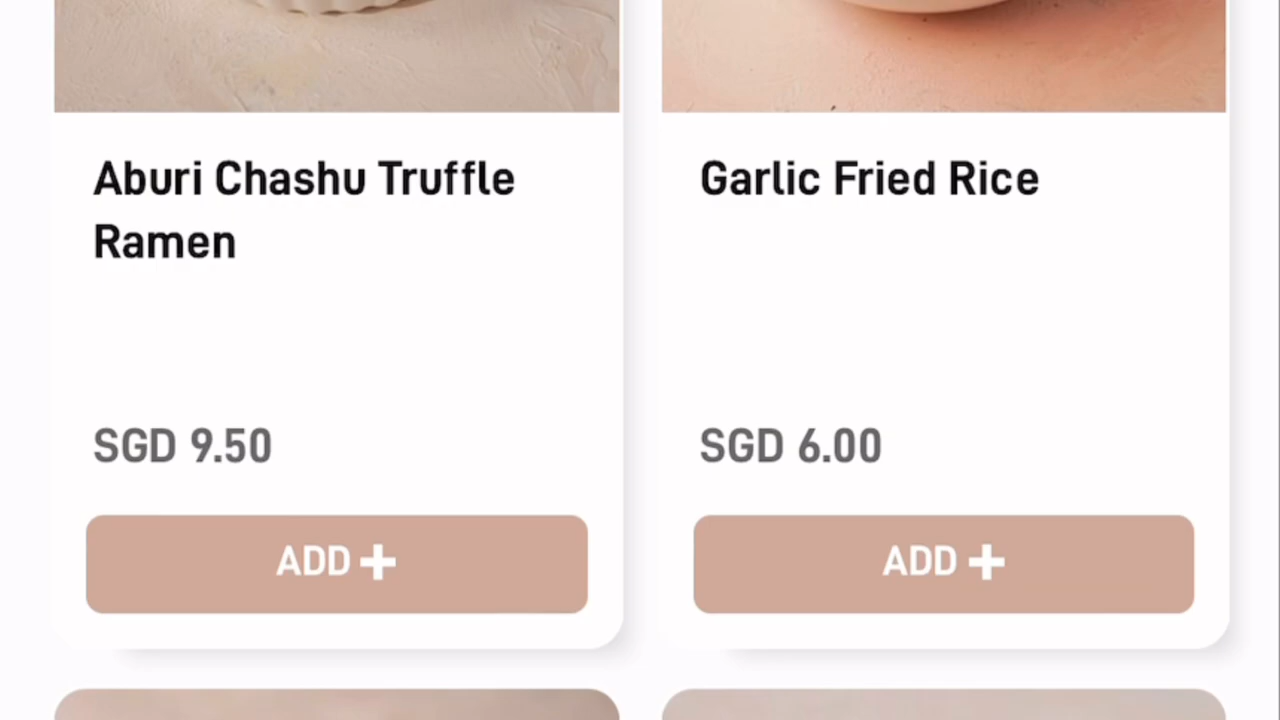 Aburi Chashu Truffle
Ramen
SGD 9.50
ADD +
Garlic Fried Rice
SGD 6.00
ADD +